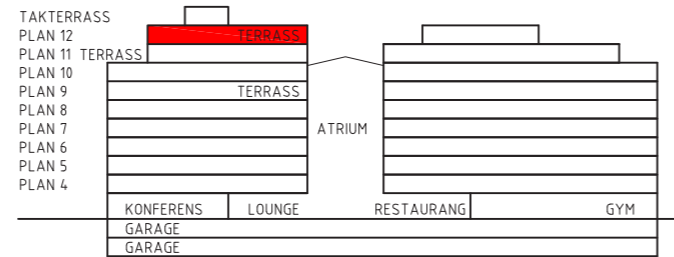 TAKTERRASS
PLAN 12 TERRASS
PLAN 11 TERRASS
PLAN 10
PLAN 9 TERRASS
PLAN 8
PLAN 7 ATRIUM
PLAN 6
PLAN 5
PLAN 4
KONFERENS LOUNGE RESTAURANG GYM
GARAGE
GARAGE